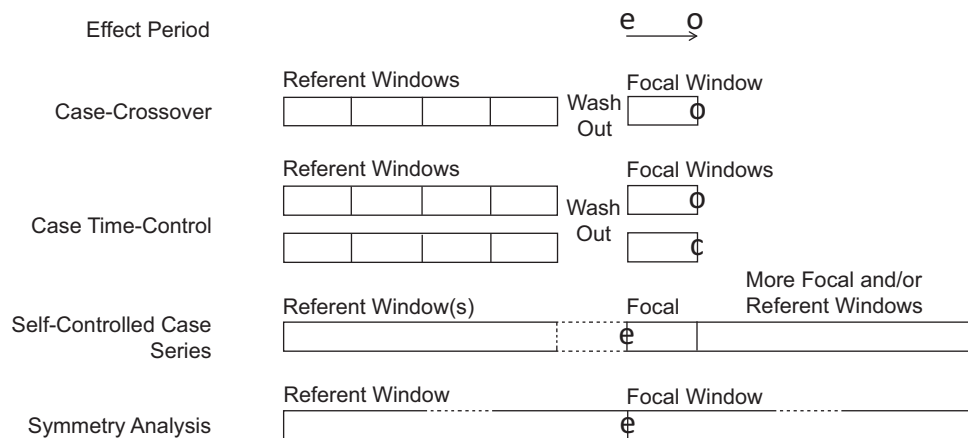 Effect Period
e
o
Referent Windows
Focal Window
Case-Crossover
Wash
Out
o
Referent Windows
Focal Windows
Case Time-Control
Wash
Out
o
c
More Focal and/or
Referent Windows
Referent Window(s)
Focal
Self-Controlled Case
Series
e
Referent Window
Focal Window
Symmetry Analysis
e